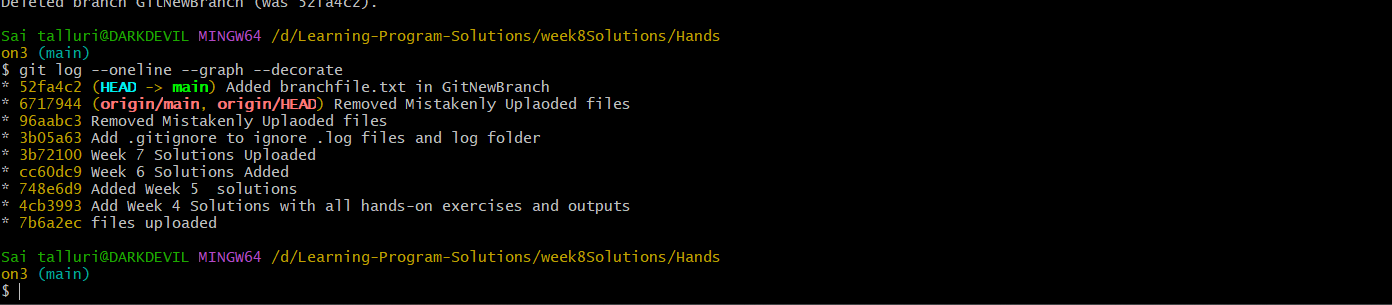 Deleted branch GitNewBranch (was 52fa4c2).
Sai talluri@DARKDEVIL MINGW64 /d/Learning-Program-Solutions/week8Solutions/Hands
on3 (main)
$ git log --oneline --graph --decorate
* 52fa4c2 (HEAD -> main) Added branchfile.txt in GitNewBranch
* 6717944 (origin/main, origin/HEAD) Removed Mistakenly Uplaoded files
* 96aabc3 Removed Mistakenly Uplaoded files
* 3b05a63 Add .gitignore to ignore .log files and log folder
* 3b72100 Week 7 Solutions Uploaded
* cc60dc9 Week 6 Solutions Added
* 748e6d9 Added Week 5  solutions
* 4cb3993 Add Week 4 Solutions with all hands-on exercises and outputs
* 7b6a2ec files uploaded
Sai talluri@DARKDEVIL MINGW64 /d/Learning-Program-Solutions/week8Solutions/Hands
on3 (main)
$